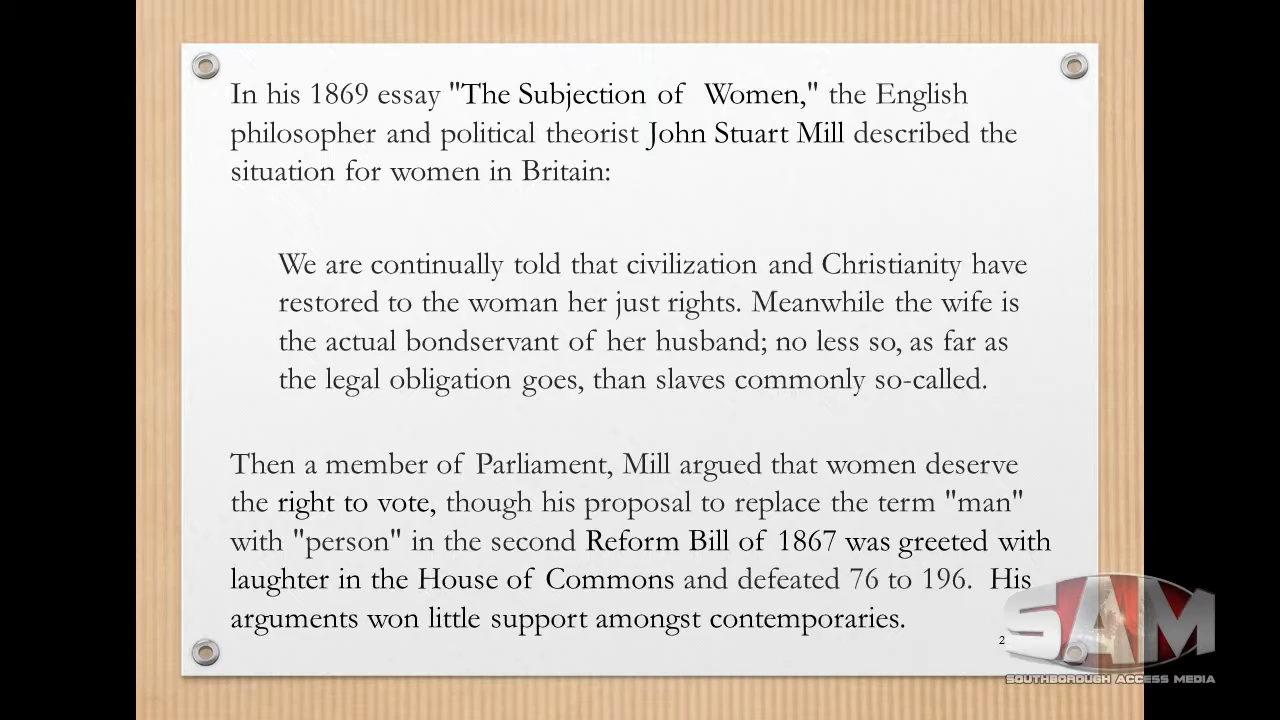 In his 1869 essay "The Subjection of Women," the English
philosopher and political theorist John Stuart Mill described the
situation for women in Britain:
We are continually told that civilization and Christianity have
restored to the woman her just rights. Meanwhile the wife is
the actual bondservant of her husband; no less so, as far as
the legal obligation goes, than slaves commonly so-called.
Then a member of Parliament, Mill argued that women deserve
the right to vote, though his proposal to replace the term "man"
with "person" in the second Reform Bill of 1867 was greeted with
laughter in the House of Commons and defeated 76 to 196. His
arguments won little support amongst contemporaries.
2
SAM
SOUTHBOROUGH ACCESS MEDIA